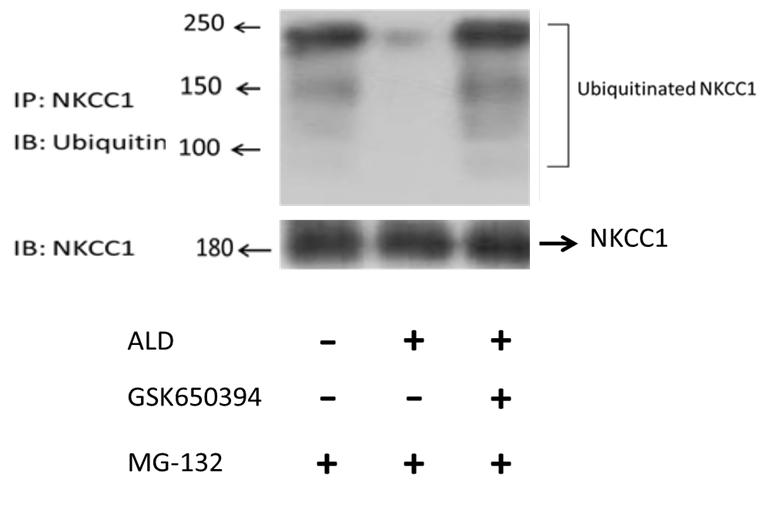 250
150
IP: NKCC1
Ubiquitinated NKCC1
IB: Ubiquitin
100
IB: NKCC1
180
NKCC1
ALD - + +
GSK650394 - - +
MG-132 + + +